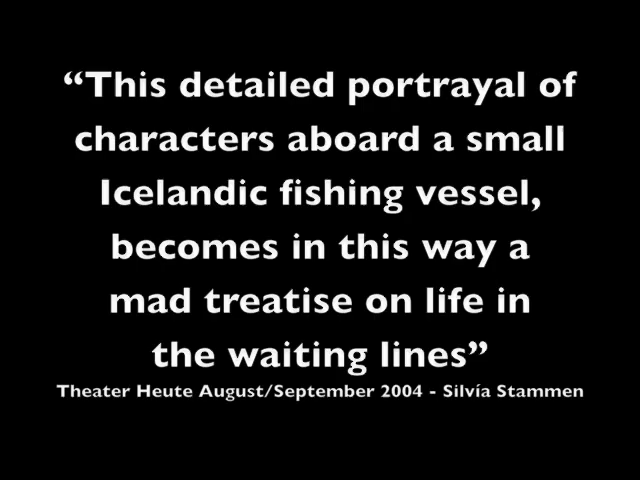 “This detailed portrayal of
characters aboard a small
Icelandic fishing vessel,
becomes in this way a
mad treatise on life in
the waiting lines”
Theater Heute August/September 2004 - Silvía Stammen